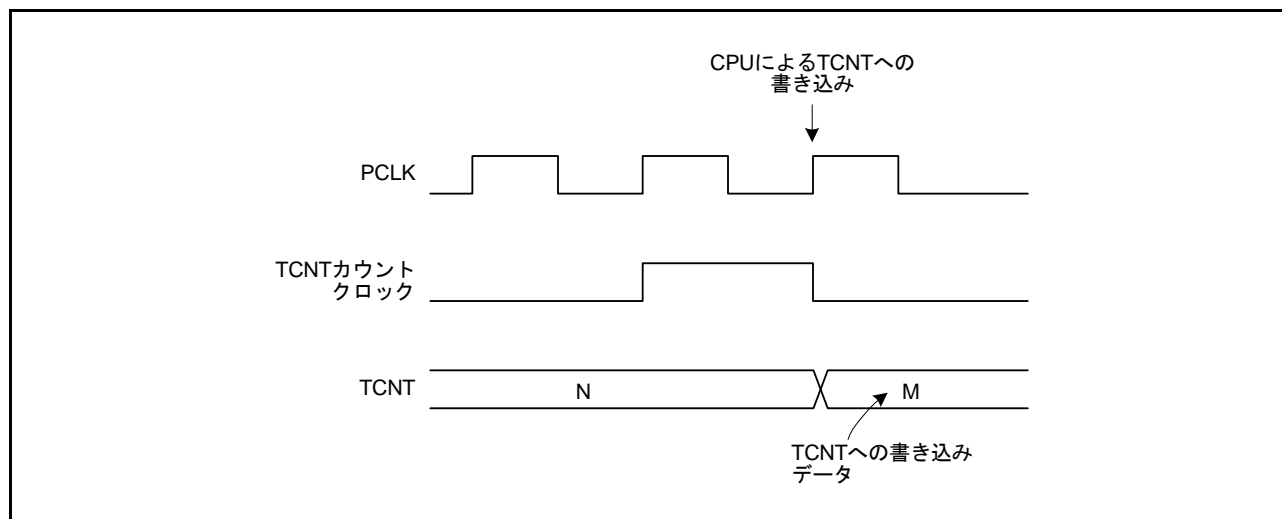 CPUによるTCNTへの
書き込み
PCLK
TCNTカウント
クロック
TCNT
N
M
TCNTへの書き込み
データ